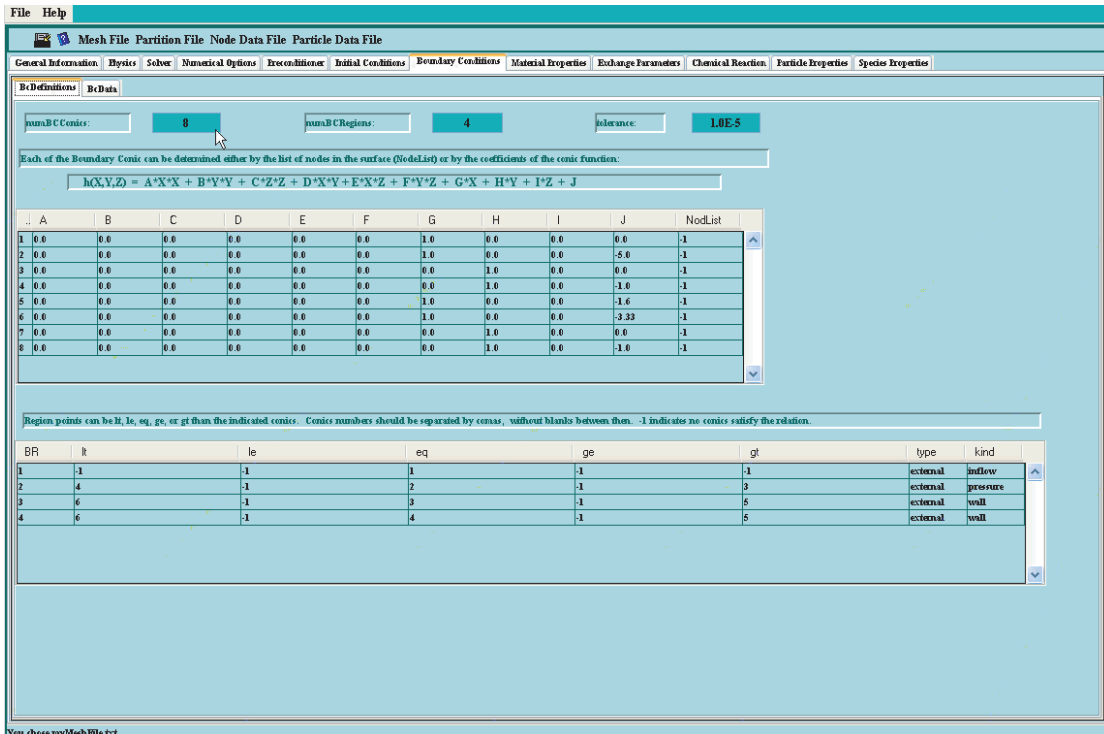 File Help
Mesh File Partition File Node Data File Particle Data File
General Information Physics Solver Numerical Options Preconditioner Initial Conditions Boundary Conditions Material Properties Exchange Parameters Chemical Reaction Particle Properties Species Properties
BcDefinitions BcData
numBCConics: 8 numBCRegions: 4 tolerance: 1.0E-5
Each of the Boundary Conic can be determined either by the list of nodes in the surface (NodeList) or by the coefficients of the conic function:
h(X,Y,Z) = A*X*X + B*Y*Y + C*Z*Z + D*X*Y + E*X*Z + F*Y*Z + G*X + H*Y + I*Z + J
.. A B C D E F G H I J NodList
1 0.0 0.0 0.0 0.0 0.0 0.0 1.0 0.0 0.0 0.0 -1
2 0.0 0.0 0.0 0.0 0.0 0.0 1.0 0.0 0.0 -5.0 -1
3 0.0 0.0 0.0 0.0 0.0 0.0 0.0 1.0 0.0 0.0 -1
4 0.0 0.0 0.0 0.0 0.0 0.0 0.0 1.0 0.0 -1.0 -1
5 0.0 0.0 0.0 0.0 0.0 0.0 1.0 0.0 0.0 -1.6 -1
6 0.0 0.0 0.0 0.0 0.0 0.0 1.0 0.0 0.0 -3.33 -1
7 0.0 0.0 0.0 0.0 0.0 0.0 0.0 1.0 0.0 0.0 -1
8 0.0 0.0 0.0 0.0 0.0 0.0 0.0 1.0 0.0 -1.0 -1
Region points can be lt, le, eq, ge, or gt than the indicated conics. Conics numbers should be separated by comas, without blanks between then. -1 indicates no conics satisfy the relation.
BR lt le eq ge gt type kind
1 -1 -1 1 -1 -1 external inflow
2 4 -1 2 -1 3 external pressure
3 6 -1 3 -1 5 external wall
4 6 -1 4 -1 5 external wall
You chose myMeshFile.txt